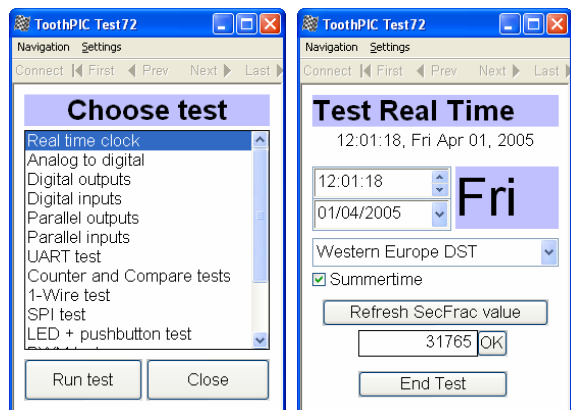 ToothPIC Test72
Navigation Settings
Connect First Prev Next Last
Choose test
Real time clock
Analog to digital
Digital outputs
Digital inputs
Parallel outputs
Parallel inputs
UART test
Counter and Compare tests
1-Wire test
SPI test
LED + pushbutton test
Run test Close
ToothPIC Test72
Navigation Settings
Connect First Prev Next Last
Test Real Time
12:01:18, Fri Apr 01, 2005
12:01:18
01/04/2005
Fri
Western Europe DST
Summertime
Refresh SecFrac value
31765 OK
End Test